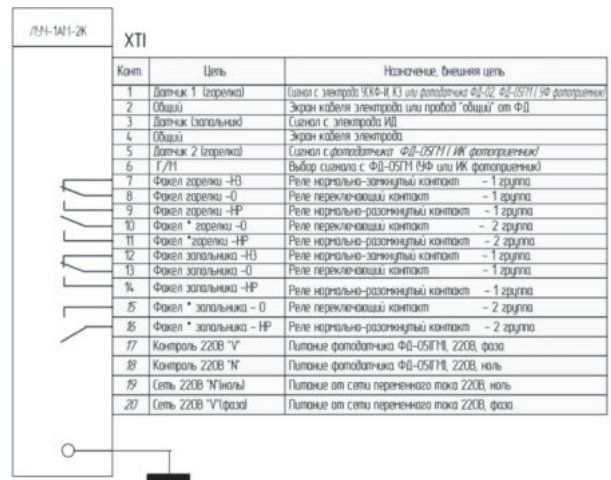 ЛУЧ-1АМ-2К
XT1
Конт. Цепь Назначение, внешняя цепь
1 Датчик 1 (горелка) Сигнал с электрода УСКФ-И, КЭ или фотодатчика ФД-02, ФД-05ГМ ( УФ фотоприемник)
2 Общий Экран кабеля электрода или провод "общий" от ФД
3 Датчик (запальник) Сигнал с электрода ИД
4 Общий Экран кабеля электрода
5 Датчик 2 (горелка) Сигнал с фотодатчика ФД-05ГМ ( ИК фотоприемник)
6 Г/М Выбор сигнала с ФД-05ГМ (УФ или ИК фотоприемник)
7 Факел горелки -НЗ Реле нормально-замкнутый контакт - 1 группа
8 Факел горелки -О Реле переключающий контакт - 1 группа
9 Факел горелки -НР Реле нормально-разомкнутый контакт - 1 группа
10 Факел * горелки -О Реле переключающий контакт - 2 группа
11 Факел *горелки -НР Реле нормально-разомкнутый контакт - 2 группа
12 Факел запальника -НЗ Реле нормально-замкнутый контакт - 1 группа
13 Факел запальника -О Реле переключающий контакт - 1 группа
14 Факел запальника -НР Реле нормально-разомкнутый контакт - 1 группа
15 Факел * запальника - О Реле переключающий контакт - 2 группа
16 Факел * запальника - НР Реле нормально-разомкнутый контакт - 2 группа
17 Контроль 220В "V" Питание фотодатчика ФД-05(ГМ), 220В, фаза
18 Контроль 220В "N" Питание фотодатчика ФД-05(ГМ), 220В, ноль
19 Сеть 220В "N"(ноль) Питание от сети переменного тока 220В, ноль
20 Сеть 220В "V"(фаза) Питание от сети переменного тока 220В, фаза